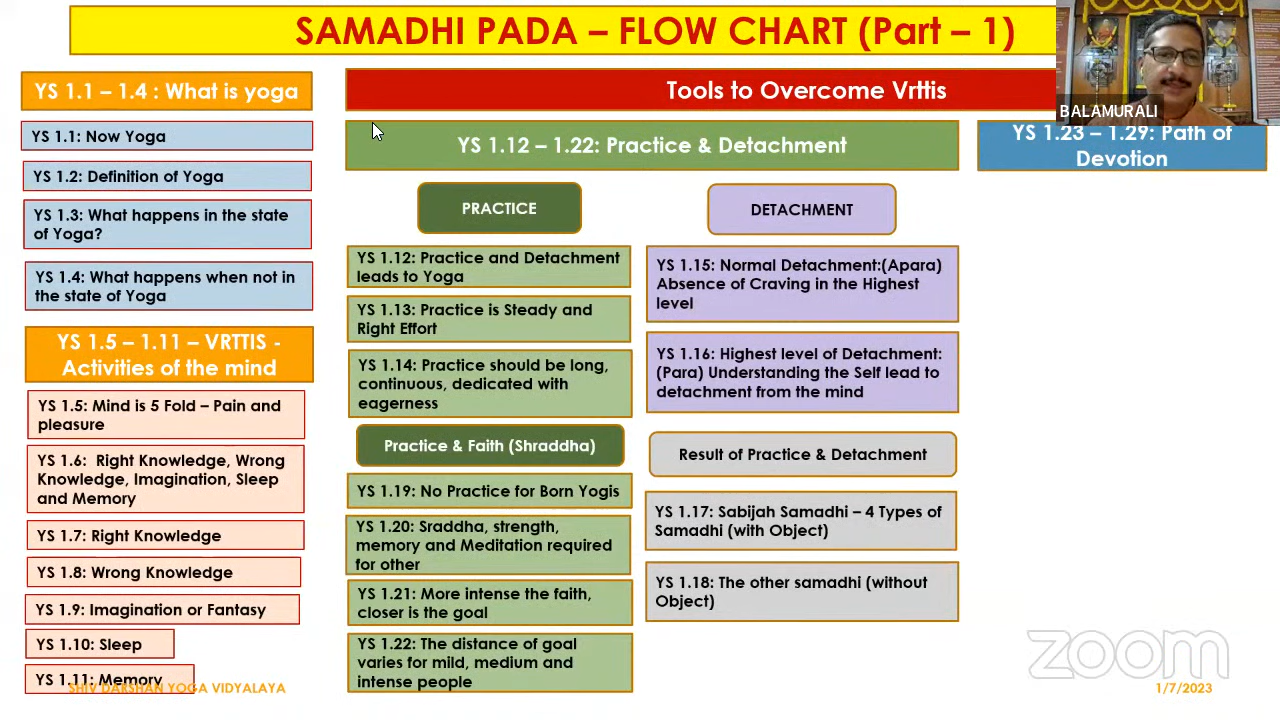 SAMADHI PADA – FLOW CHART (Part – 1)
BALAMURALI
YS 1.1 – 1.4 : What is yoga
YS 1.1: Now Yoga
YS 1.2: Definition of Yoga
YS 1.3: What happens in the state
of Yoga?
YS 1.4: What happens when not in
the state of Yoga
YS 1.5 – 1.11 – VRTTIS -
Activities of the mind
YS 1.5: Mind is 5 Fold – Pain and
pleasure
YS 1.6: Right Knowledge, Wrong
Knowledge, Imagination, Sleep
and Memory
YS 1.7: Right Knowledge
YS 1.8: Wrong Knowledge
YS 1.9: Imagination or Fantasy
YS 1.10: Sleep
YS 1.11: Memory
SHIV DARSHAN YOGA VIDYALAYA
Tools to Overcome Vrttis
YS 1.12 – 1.22: Practice & Detachment
PRACTICE
YS 1.12: Practice and Detachment
leads to Yoga
YS 1.13: Practice is Steady and
Right Effort
YS 1.14: Practice should be long,
continuous, dedicated with
eagerness
Practice & Faith (Shraddha)
YS 1.19: No Practice for Born Yogis
YS 1.20: Sraddha, strength,
memory and Meditation required
for other
YS 1.21: More intense the faith,
closer is the goal
YS 1.22: The distance of goal
varies for mild, medium and
intense people
DETACHMENT
YS 1.15: Normal Detachment:(Apara)
Absence of Craving in the Highest
level
YS 1.16: Highest level of Detachment:
(Para) Understanding the Self lead to
detachment from the mind
Result of Practice & Detachment
YS 1.17: Sabijah Samadhi – 4 Types of
Samadhi (with Object)
YS 1.18: The other samadhi (without
Object)
YS 1.23 – 1.29: Path of
Devotion
zoom
1/7/2023